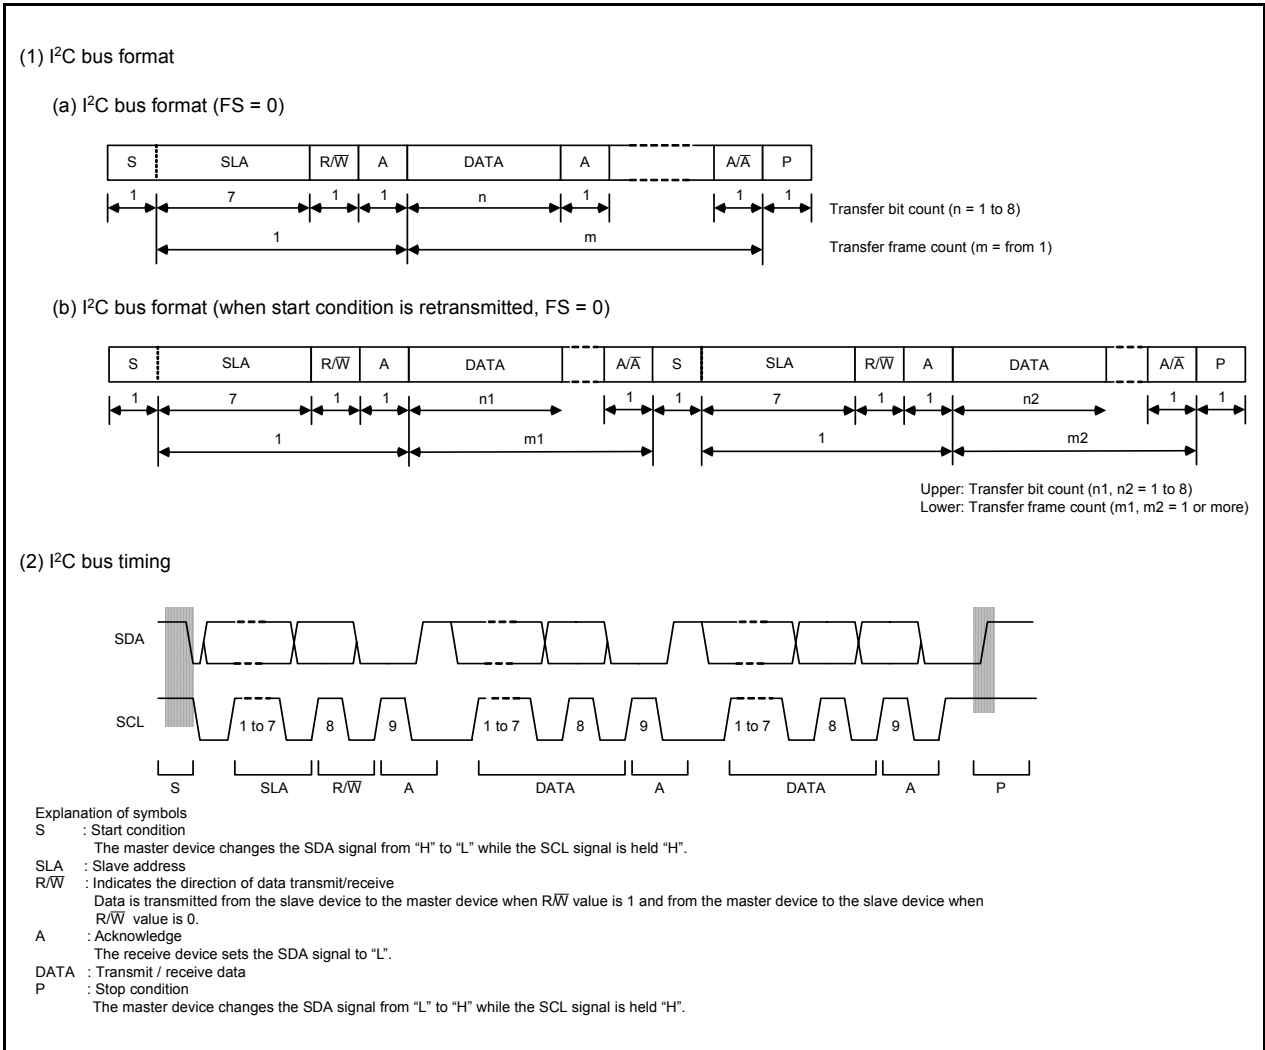 (1) I²C bus format
(a) I²C bus format (FS = 0)
S SLA R/W̅ A DATA A A/A̅ P
1 7 1 1 n 1 1 1
Transfer bit count (n = 1 to 8)
1 m
Transfer frame count (m = from 1)
(b) I²C bus format (when start condition is retransmitted, FS = 0)
S SLA R/W̅ A DATA A/A̅ S SLA R/W̅ A DATA A/A̅ P
1 7 1 1 n1 1 1 7 1 1 n2 1 1
1 m1 1 m2
Upper: Transfer bit count (n1, n2 = 1 to 8)
Lower: Transfer frame count (m1, m2 = 1 or more)
(2) I²C bus timing
SDA
SCL 1 to 7 8 9 1 to 7 8 9 1 to 7 8 9
S SLA R/W̅ A DATA A DATA A P
Explanation of symbols
S : Start condition
The master device changes the SDA signal from “H” to “L” while the SCL signal is held “H”.
SLA : Slave address
R/W̅ : Indicates the direction of data transmit/receive
Data is transmitted from the slave device to the master device when R/W̅ value is 1 and from the master device to the slave device when
R/W̅ value is 0.
A : Acknowledge
The receive device sets the SDA signal to “L”.
DATA : Transmit / receive data
P : Stop condition
The master device changes the SDA signal from “L” to “H” while the SCL signal is held “H”.